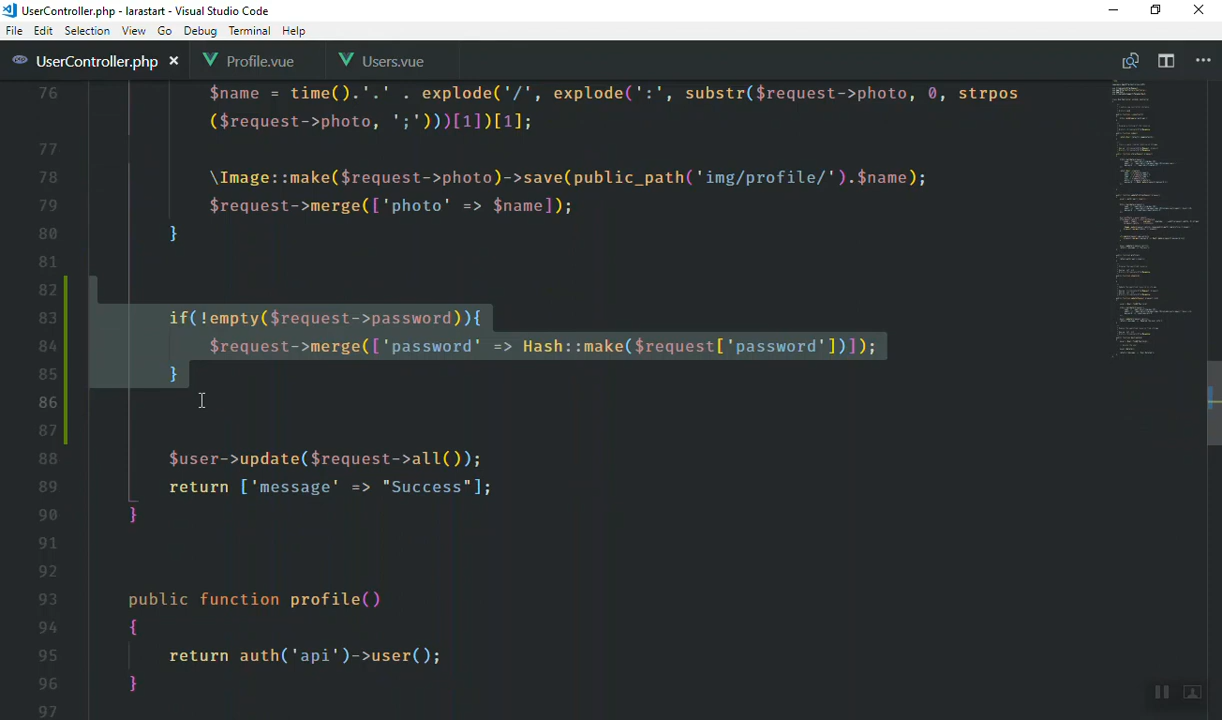 UserController.php - larastart - Visual Studio Code
File Edit Selection View Go Debug Terminal Help
UserController.php × Profile.vue Users.vue
76 $name = time().'.' . explode('/', explode(':', substr($request->photo, 0, strpos
($request->photo, ';')))[1])[1];
77
78 \Image::make($request->photo)->save(public_path('img/profile/').$name);
79 $request->merge(['photo' => $name]);
80 }
81
82
83 if(!empty($request->password)){
84 $request->merge(['password' => Hash::make($request['password'])]);
85 }
86
87
88 $user->update($request->all());
89 return ['message' => "Success"];
90 }
91
92
93 public function profile()
94 {
95 return auth('api')->user();
96 }
97